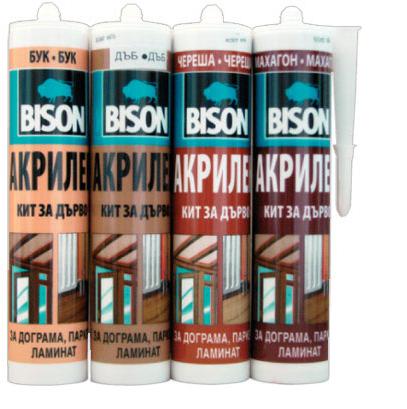 БУК • БУК
BISON
АКРИЛЕ
КИТ ЗА ДЪРВО
ЗА ДОГРАМА, ПАРК
ЛАМИНАТ
ДЪБ • ДЪБ
BISON
АКРИЛЕ
КИТ ЗА ДЪРВО
ЗА ДОГРАМА, ПАРК
ЛАМИНАТ
ЧЕРЕША • ЧЕРЕШ
BISON
АКРИЛЕ
КИТ ЗА ДЪРВО
ЗА ДОГРАМА, ПАРК
ЛАМИНАТ
МАХАГОН • МАХАГ
BISON
АКРИЛЕ
КИТ ЗА ДЪРВО
ЗА ДОГРАМА, ПАРКЕ
ЛАМИНАТ